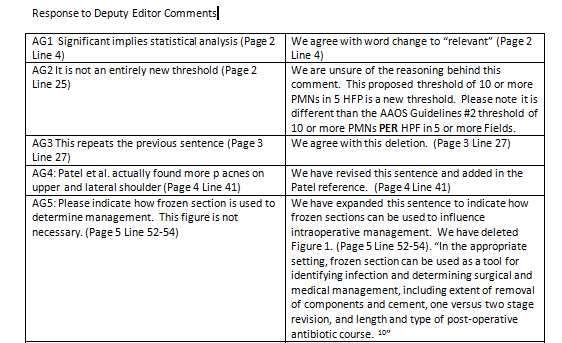 Response to Deputy Editor Comments
AG1 Significant implies statistical analysis (Page 2
Line 4)
We agree with word change to “relevant” (Page 2
Line 4)
AG2 It is not an entirely new threshold (Page 2
Line 25)
We are unsure of the reasoning behind this
comment. This proposed threshold of 10 or more
PMNs in 5 HFP is a new threshold. Please note it is
different than the AAOS Guidelines #2 threshold of
10 or more PMNs PER HPF in 5 or more Fields.
AG3 This repeats the previous sentence (Page 3
Line 27)
We agree with this deletion. (Page 3 Line 27)
AG4: Patel et al. actually found more p acnes on
upper and lateral shoulder (Page 4 Line 41)
We have revised this sentence and added in the
Patel reference. (Page 4 Line 41)
AG5: Please indicate how frozen section is used to
determine management. This figure is not
necessary. (Page 5 Line 52-54)
We have expanded this sentence to indicate how
frozen sections can be used to influence
intraoperative management. We have deleted
Figure 1. (Page 5 Line 52-54). “In the appropriate
setting, frozen section can be used as a tool for
identifying infection and determining surgical and
medical management, including extent of removal
of components and cement, one versus two stage
revision, and length and type of post-operative
antibiotic course. 10”